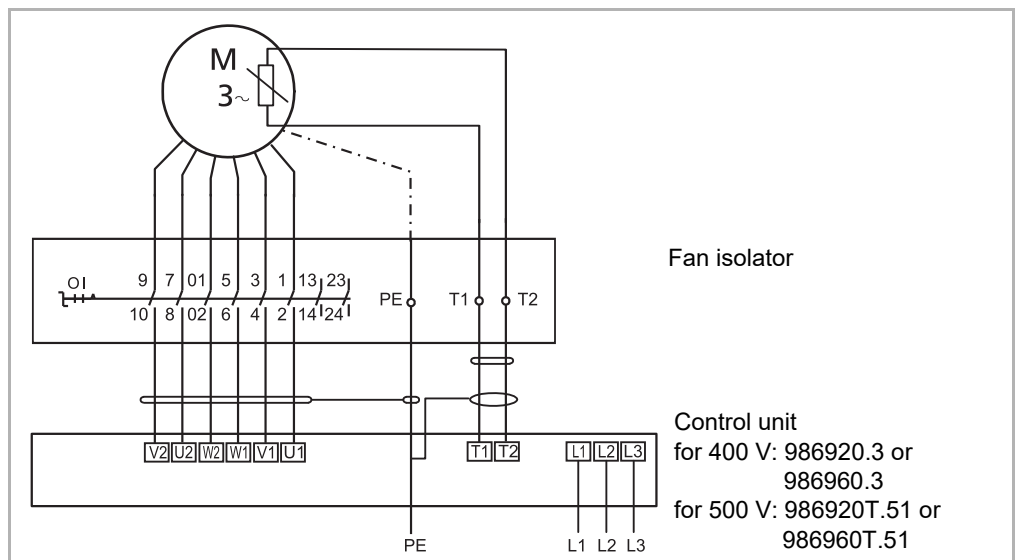 M
3~
Fan isolator
O I
9 7 01 5 3 1 13 23
PE T1 T2
10 8 02 6 4 2 14 24
Control unit
V2 U2 W2 W1 V1 U1 T1 T2 L1 L2 L3
for 400 V: 986920.3 or
986960.3
for 500 V: 986920T.51 or
986960T.51
PE L1 L2 L3